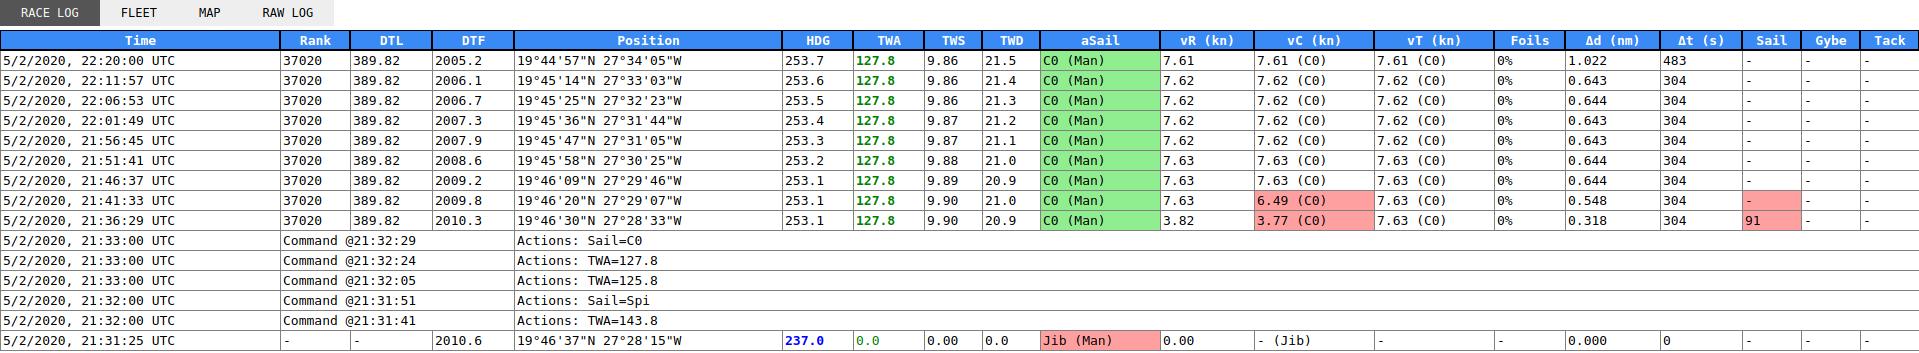 RACE LOG FLEET MAP RAW LOG
Time Rank DTL DTF Position HDG TWA TWS TWD aSail vR (kn) vC (kn) vT (kn) Foils Δd (nm) Δt (s) Sail Gybe Tack
5/2/2020, 22:20:00 UTC 37020 389.82 2005.2 19°44'57"N 27°34'05"W 253.7 127.8 9.86 21.5 C0 (Man) 7.61 7.61 (C0) 7.61 (C0) 0% 1.022 483 - - -
5/2/2020, 22:11:57 UTC 37020 389.82 2006.1 19°45'14"N 27°33'03"W 253.6 127.8 9.86 21.4 C0 (Man) 7.62 7.62 (C0) 7.62 (C0) 0% 0.643 304 - - -
5/2/2020, 22:06:53 UTC 37020 389.82 2006.7 19°45'25"N 27°32'23"W 253.5 127.8 9.86 21.3 C0 (Man) 7.62 7.62 (C0) 7.62 (C0) 0% 0.644 304 - - -
5/2/2020, 22:01:49 UTC 37020 389.82 2007.3 19°45'36"N 27°31'44"W 253.4 127.8 9.87 21.2 C0 (Man) 7.62 7.62 (C0) 7.62 (C0) 0% 0.643 304 - - -
5/2/2020, 21:56:45 UTC 37020 389.82 2007.9 19°45'47"N 27°31'05"W 253.3 127.8 9.87 21.1 C0 (Man) 7.62 7.62 (C0) 7.62 (C0) 0% 0.643 304 - - -
5/2/2020, 21:51:41 UTC 37020 389.82 2008.6 19°45'58"N 27°30'25"W 253.2 127.8 9.88 21.0 C0 (Man) 7.63 7.63 (C0) 7.63 (C0) 0% 0.644 304 - - -
5/2/2020, 21:46:37 UTC 37020 389.82 2009.2 19°46'09"N 27°29'46"W 253.1 127.8 9.89 20.9 C0 (Man) 7.63 7.63 (C0) 7.63 (C0) 0% 0.644 304 - - -
5/2/2020, 21:41:33 UTC 37020 389.82 2009.8 19°46'20"N 27°29'07"W 253.1 127.8 9.90 21.0 C0 (Man) 7.63 6.49 (C0) 7.63 (C0) 0% 0.548 304 - - -
5/2/2020, 21:36:29 UTC 37020 389.82 2010.3 19°46'30"N 27°28'33"W 253.1 127.8 9.90 20.9 C0 (Man) 3.82 3.77 (C0) 7.63 (C0) 0% 0.318 304 91 - -
5/2/2020, 21:33:00 UTC Command @21:32:29 Actions: Sail=C0
5/2/2020, 21:33:00 UTC Command @21:32:24 Actions: TWA=127.8
5/2/2020, 21:33:00 UTC Command @21:32:05 Actions: TWA=125.8
5/2/2020, 21:32:00 UTC Command @21:31:51 Actions: Sail=Spi
5/2/2020, 21:32:00 UTC Command @21:31:41 Actions: TWA=143.8
5/2/2020, 21:31:25 UTC - - 2010.6 19°46'37"N 27°28'15"W 237.0 0.0 0.00 0.0 Jib (Man) 0.00 - (Jib) - - 0.000 0 - - -